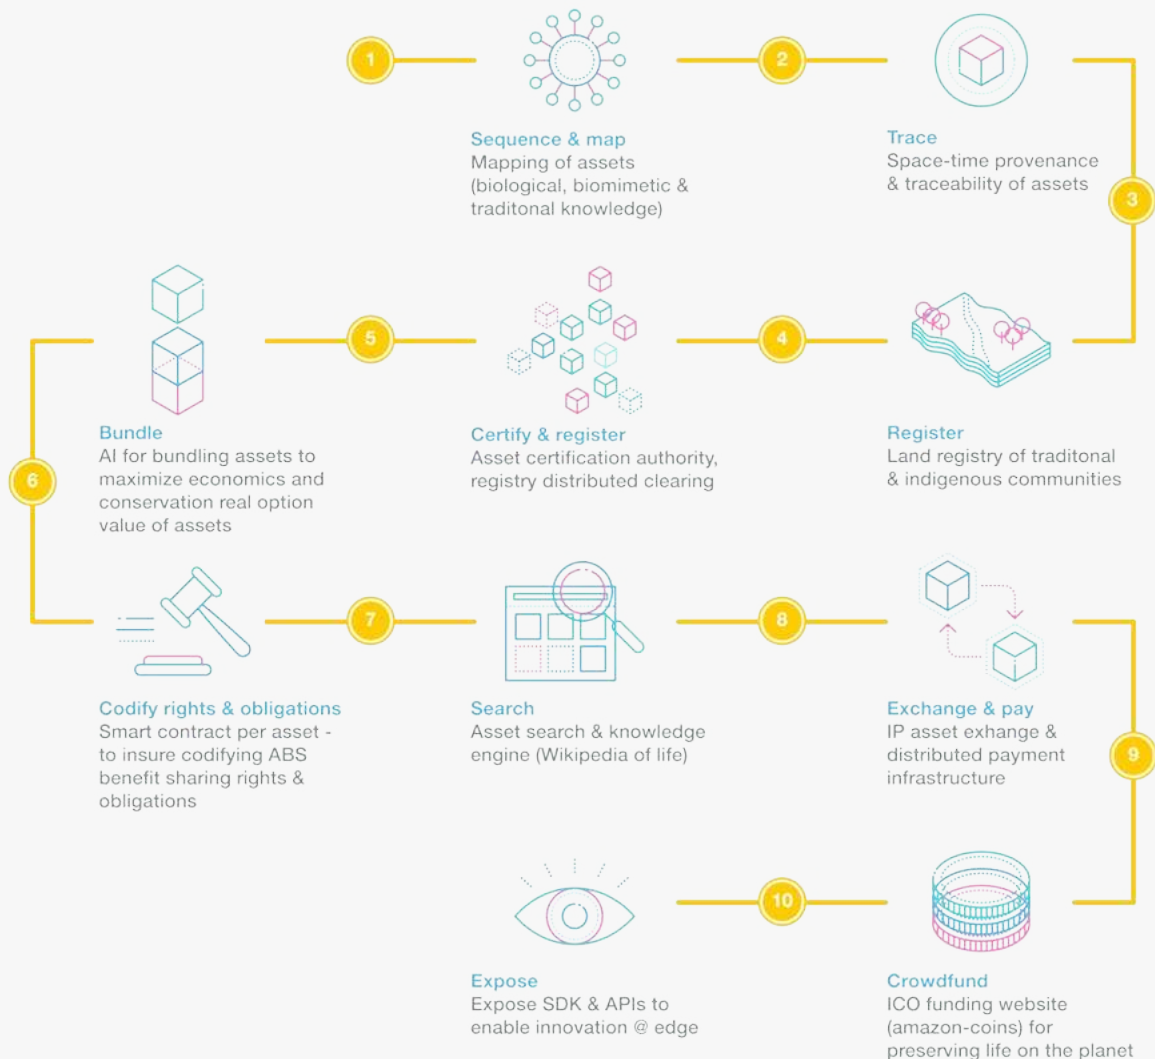 1
Sequence & map
Mapping of assets
(biological, biomimetic &
traditonal knowledge)
2
Trace
Space-time provenance
& traceability of assets
3
Register
Land registry of traditonal
& indigenous communities
4
Certify & register
Asset certification authority,
registry distributed clearing
5
Bundle
AI for bundling assets to
maximize economics and
conservation real option
value of assets
6
Codify rights & obligations
Smart contract per asset -
to insure codifying ABS
benefit sharing rights &
obligations
7
Search
Asset search & knowledge
engine (Wikipedia of life)
8
Exchange & pay
IP asset exhange &
distributed payment
infrastructure
9
Crowdfund
ICO funding website
(amazon-coins) for
preserving life on the planet
10
Expose
Expose SDK & APIs to
enable innovation @ edge